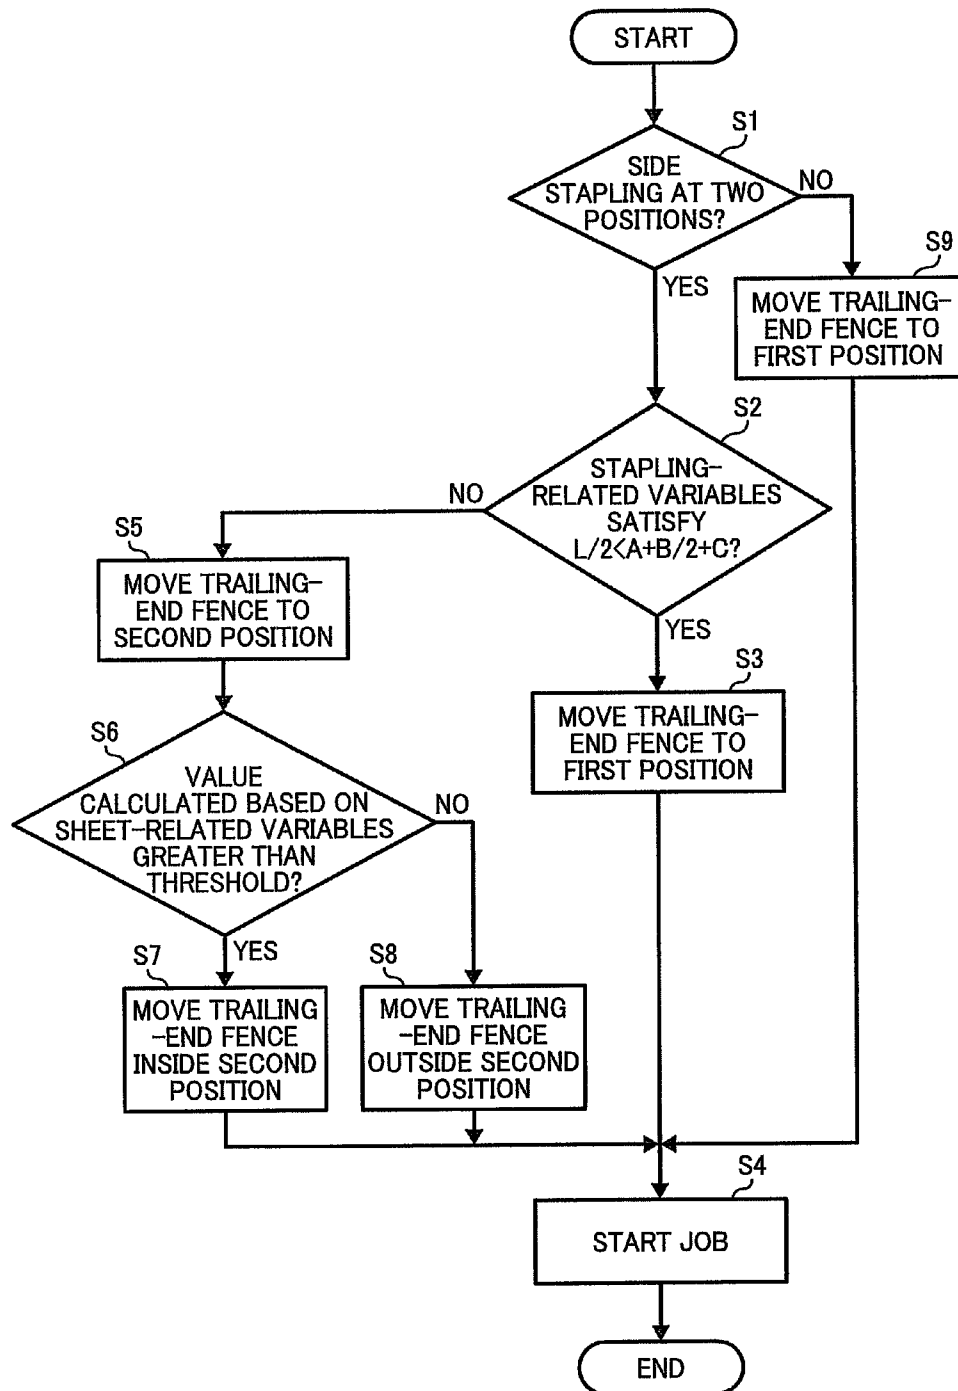 START
S1
SIDE
STAPLING AT TWO
POSITIONS?
NO
YES
S9
MOVE TRAILING-
END FENCE TO
FIRST POSITION
S2
STAPLING-
RELATED VARIABLES
SATISFY
L/2<A+B/2+C?
NO
YES
S5
MOVE TRAILING-
END FENCE TO
SECOND POSITION
S3
MOVE TRAILING-
END FENCE TO
FIRST POSITION
S6
VALUE
CALCULATED BASED ON
SHEET-RELATED VARIABLES
GREATER THAN
THRESHOLD?
NO
YES
S7
MOVE TRAILING
-END FENCE
INSIDE SECOND
POSITION
S8
MOVE TRAILING
-END FENCE
OUTSIDE SECOND
POSITION
S4
START JOB
END